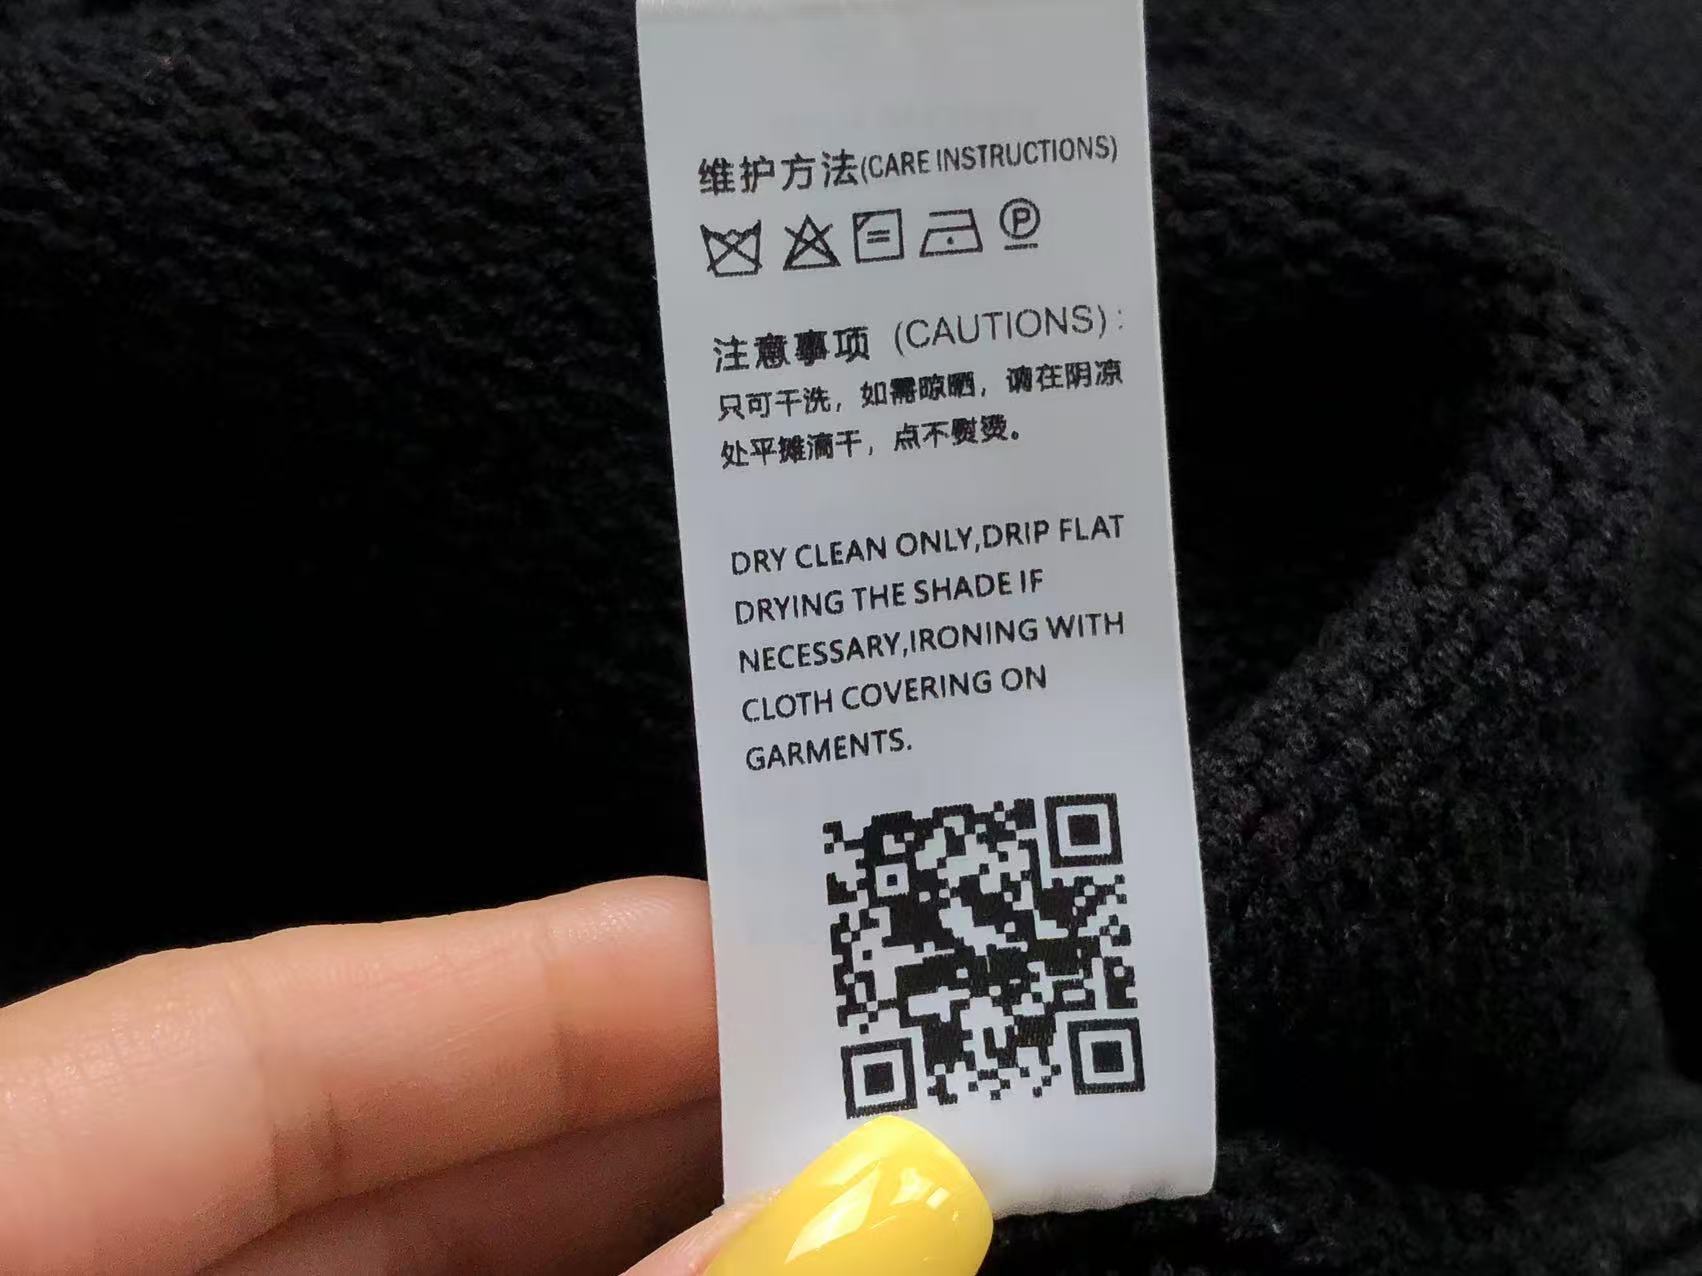 维护方法(CARE INSTRUCTIONS)
注意事项 (CAUTIONS):
只可干洗，如需晾晒，请在阴凉
处平摊滴干，点不熨烫。
DRY CLEAN ONLY,DRIP FLAT
DRYING THE SHADE IF
NECESSARY,IRONING WITH
CLOTH COVERING ON
GARMENTS.